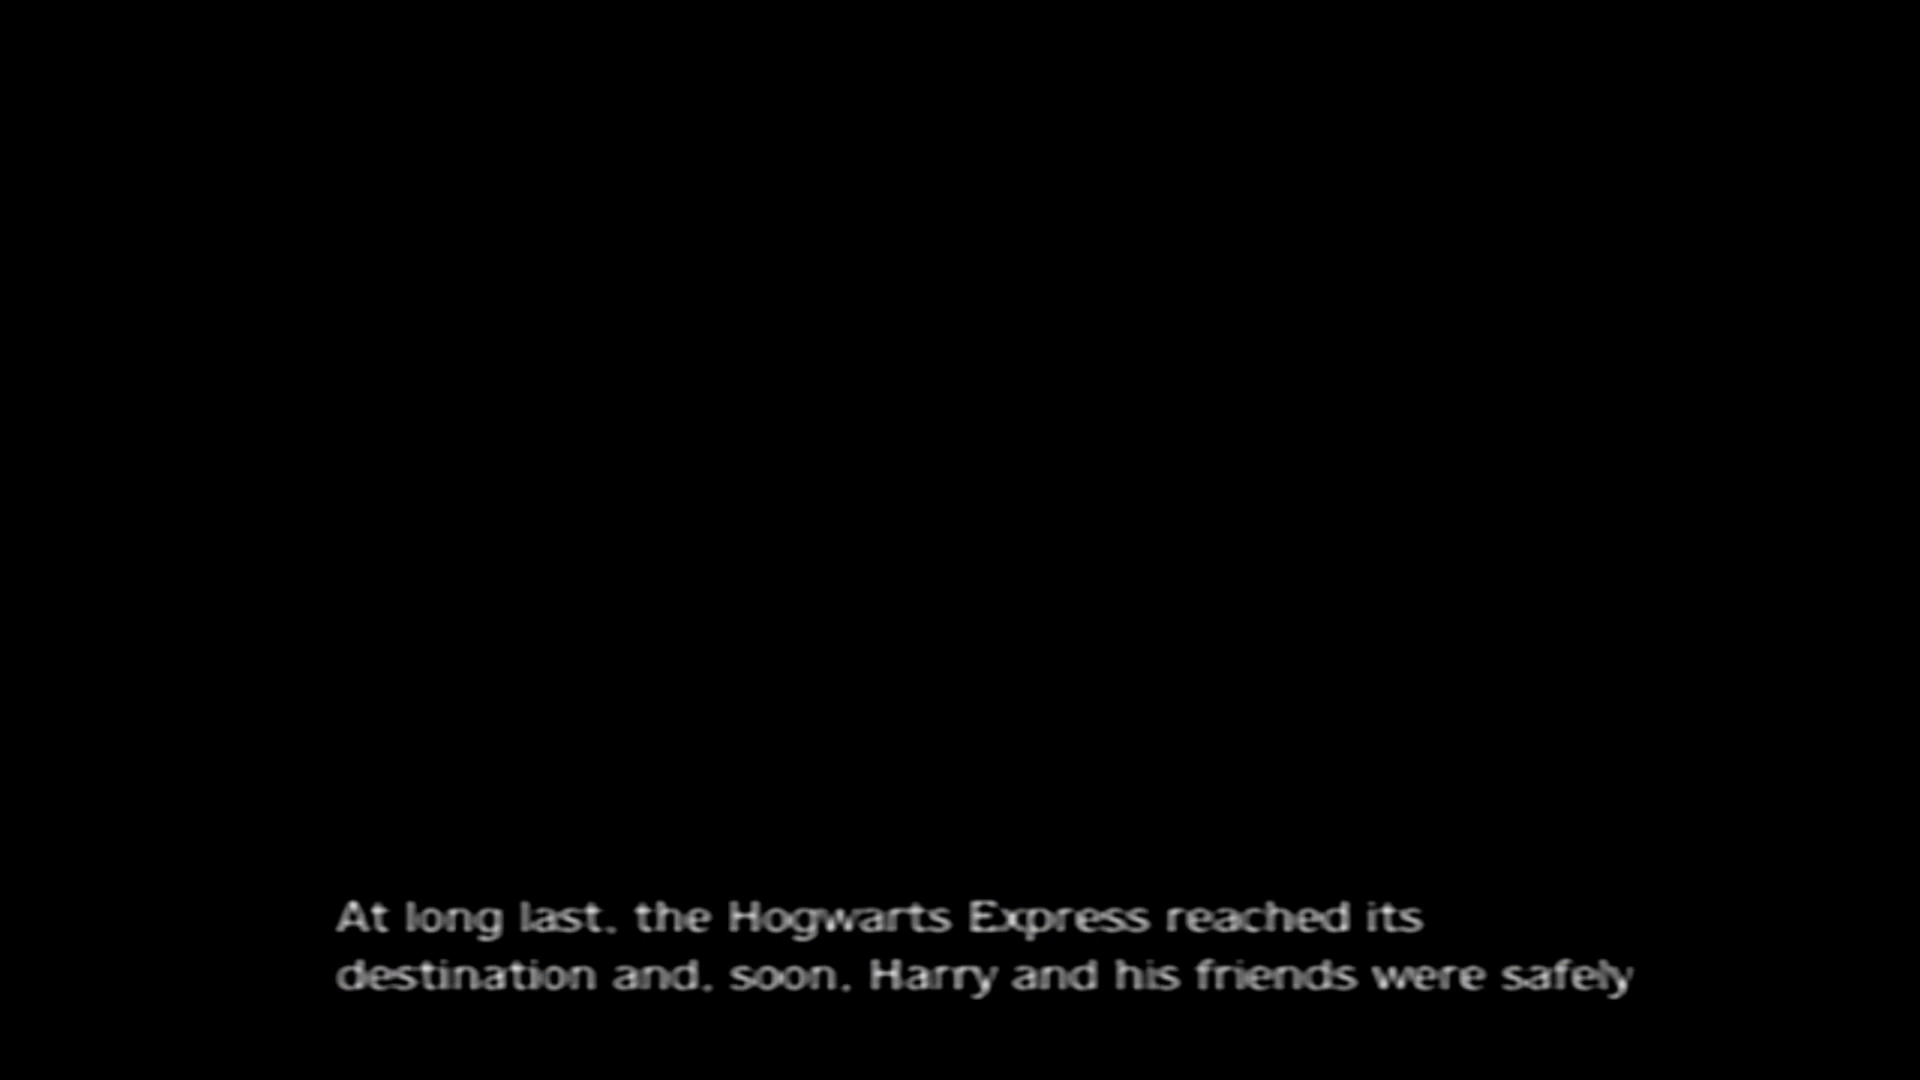 At long last, the Hogwarts Express reached its
destination and, soon, Harry and his friends were safely